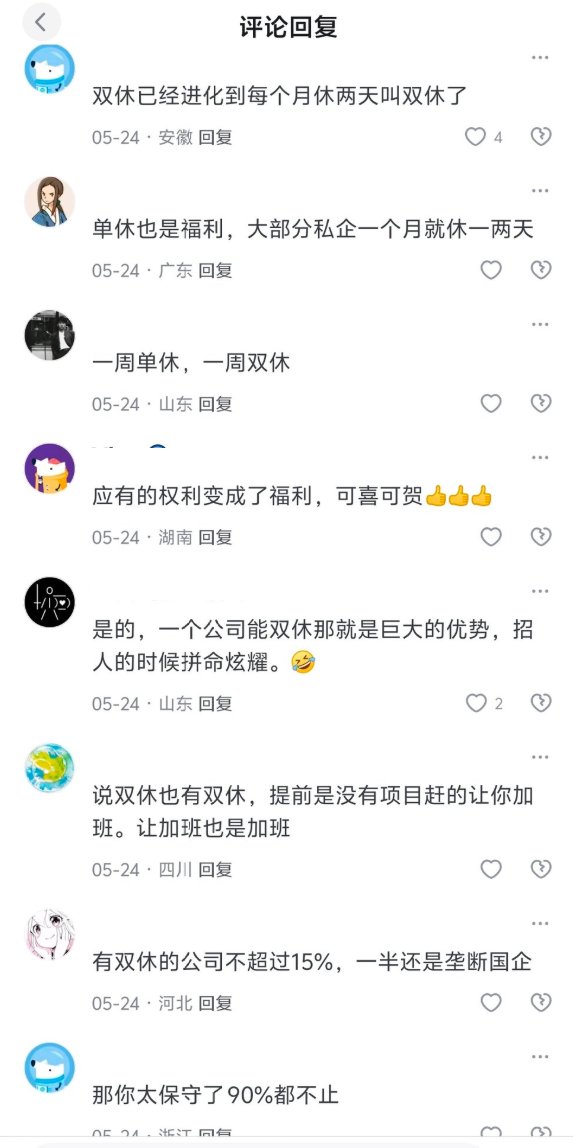 评论回复
双休已经进化到每个月休两天叫双休了
05-24 · 安徽 回复
4
单休也是福利，大部分私企一个月就休一两天
05-24 · 广东 回复
一周单休，一周双休
05-24 · 山东 回复
应有的权利变成了福利，可喜可贺👍👍👍
05-24 · 湖南 回复
是的，一个公司能双休那就是巨大的优势，招
人的时候拼命炫耀。🤣
05-24 · 山东 回复
2
说双休也有双休，提前是没有项目赶的让你加
班。让加班也是加班
05-24 · 四川 回复
有双休的公司不超过15%，一半还是垄断国企
05-24 · 河北 回复
那你太保守了90%都不止
05-24 · 浙江 回复